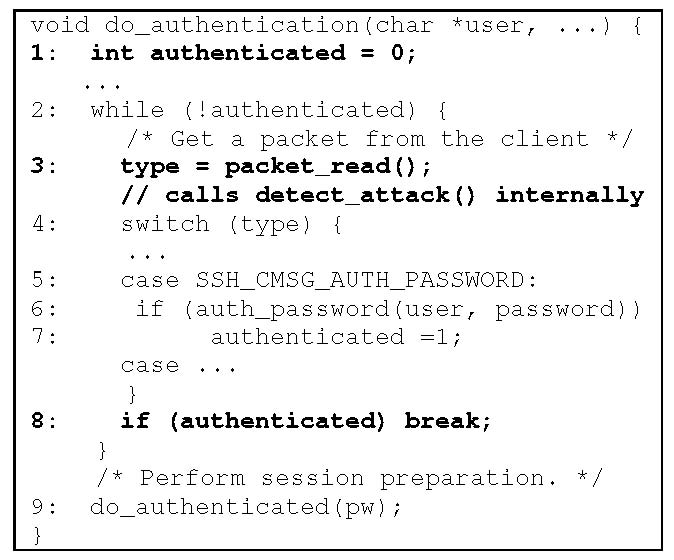 void do_authentication(char *user, ...) {
1:  int authenticated = 0;
    ...
2:  while (!authenticated) {
      /* Get a packet from the client */
3:    type = packet_read();
      // calls detect_attack() internally
4:    switch (type) {
      ...
5:    case SSH_CMSG_AUTH_PASSWORD:
6:     if (auth_password(user, password))
7:          authenticated =1;
      case ...
      }
8:    if (authenticated) break;
    }
    /* Perform session preparation. */
9:  do_authenticated(pw);
}